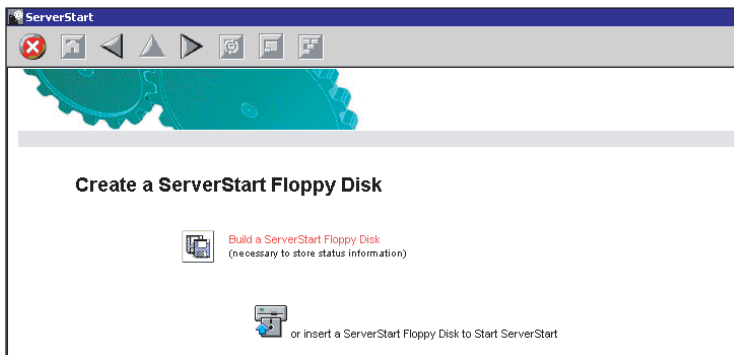 ServerStart
Create a ServerStart Floppy Disk
Build a ServerStart Floppy Disk
(necessary to store status information)
or insert a ServerStart Floppy Disk to Start ServerStart